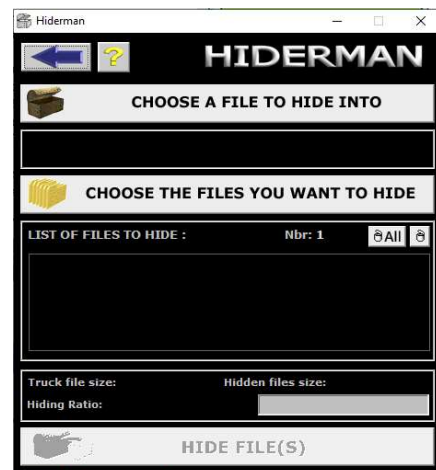 Hiderman
HIDERMAN
CHOOSE A FILE TO HIDE INTO
CHOOSE THE FILES YOU WANT TO HIDE
LIST OF FILES TO HIDE : Nbr: 1 All
Truck file size: Hidden files size:
Hiding Ratio:
HIDE FILE(S)